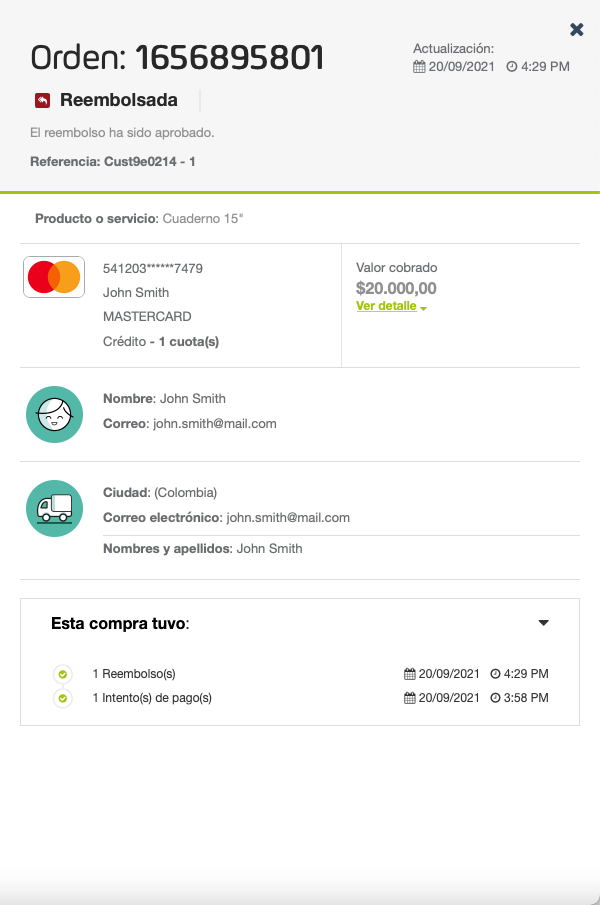 Orden: 1656895801
Actualización:
20/09/2021 4:29 PM
Reembolsada
El reembolso ha sido aprobado.
Referencia: Cust9e0214 - 1
Producto o servicio: Cuaderno 15"
541203******7479
John Smith
MASTERCARD
Crédito - 1 cuota(s)
Valor cobrado
$20.000,00
Ver detalle
Nombre: John Smith
Correo: john.smith@mail.com
Ciudad: (Colombia)
Correo electrónico: john.smith@mail.com
Nombres y apellidos: John Smith
Esta compra tuvo:
1 Reembolso(s) 20/09/2021 4:29 PM
1 Intento(s) de pago(s) 20/09/2021 3:58 PM